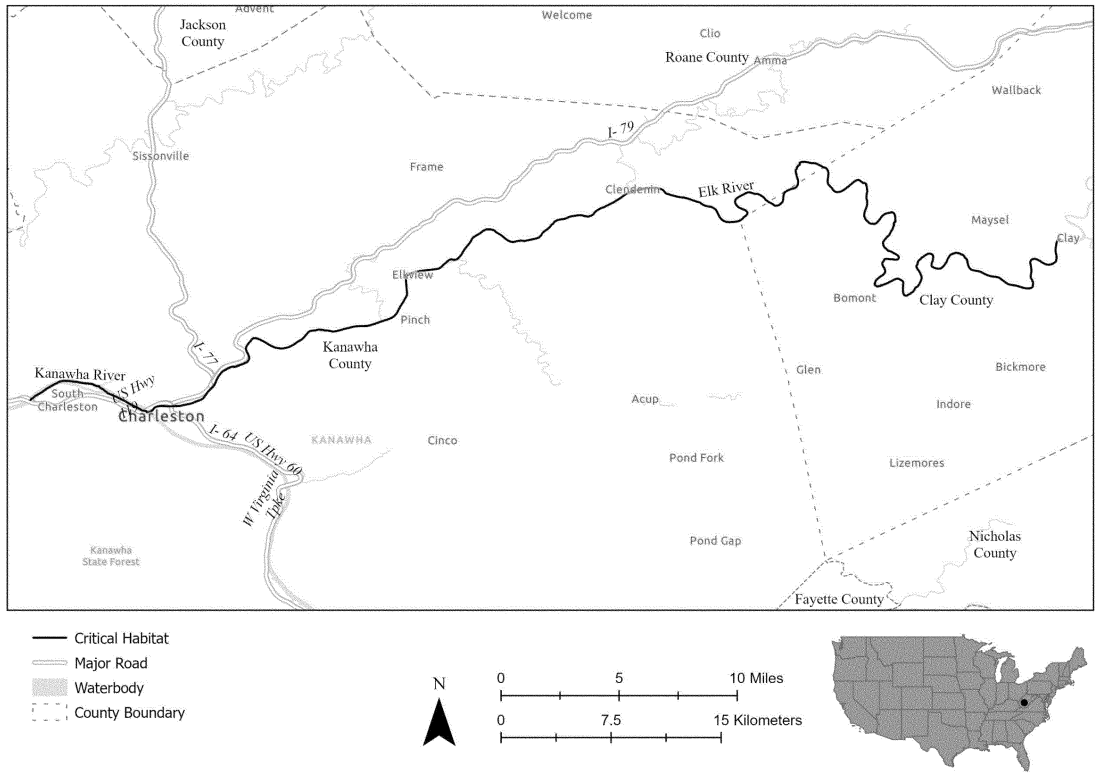 Advent
Jackson
County
Welcome
Clio
Roane County
Amma
Wallback
I- 79
Sissonville
Frame
Clendenin
Elk River
Maysel
Clay
Elkview
Bomont
Clay County
Pinch
I- 77
Kanawha
County
Glen
Bickmore
Kanawha River
US Hwy
119
South
Charleston
Charleston
Acup
Indore
I- 64
US Hwy 60
KANAWHA
Cinco
Pond Fork
Lizemores
W Virginia
Tpke
Kanawha
State Forest
Pond Gap
Nicholas
County
Fayette County
Critical Habitat
Major Road
Waterbody
County Boundary
N
0 5 10 Miles
0 7.5 15 Kilometers